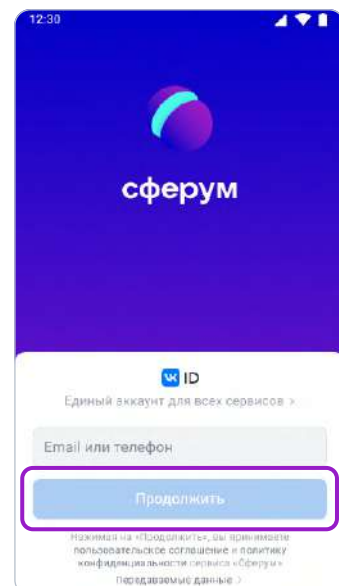 12:30
сферум
VK ID
Единый аккаунт для всех сервисов >
Email или телефон
Продолжить
Нажимая на «Продолжить», вы принимаете
пользовательское соглашение и политику
конфиденциальности сервиса «Сферум»
Передаваемые данные >